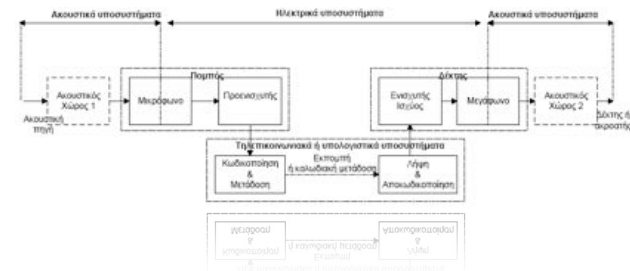 Ακουστικά υποσυστήματα
Ηλεκτρικά υποσυστήματα
Ακουστικά υποσυστήματα
Πομπός
Δέκτης
Ακουστικός
Χώρος 1
Μικρόφωνο
Προενισχυτής
Ενισχυτής
Ισχύος
Μεγάφωνο
Ακουστικός
Χώρος 2
Ακουστική
πηγή
Δέκτης ή
ακροατής
Τηλεπικοινωνιακά ή υπολογιστικά υποσυστήματα
Κωδικοποίηση
&
Μετάδοση
Εκπομπή
ή καλωδιακή μετάδοση
Λήψη
&
Αποκωδικοποίηση